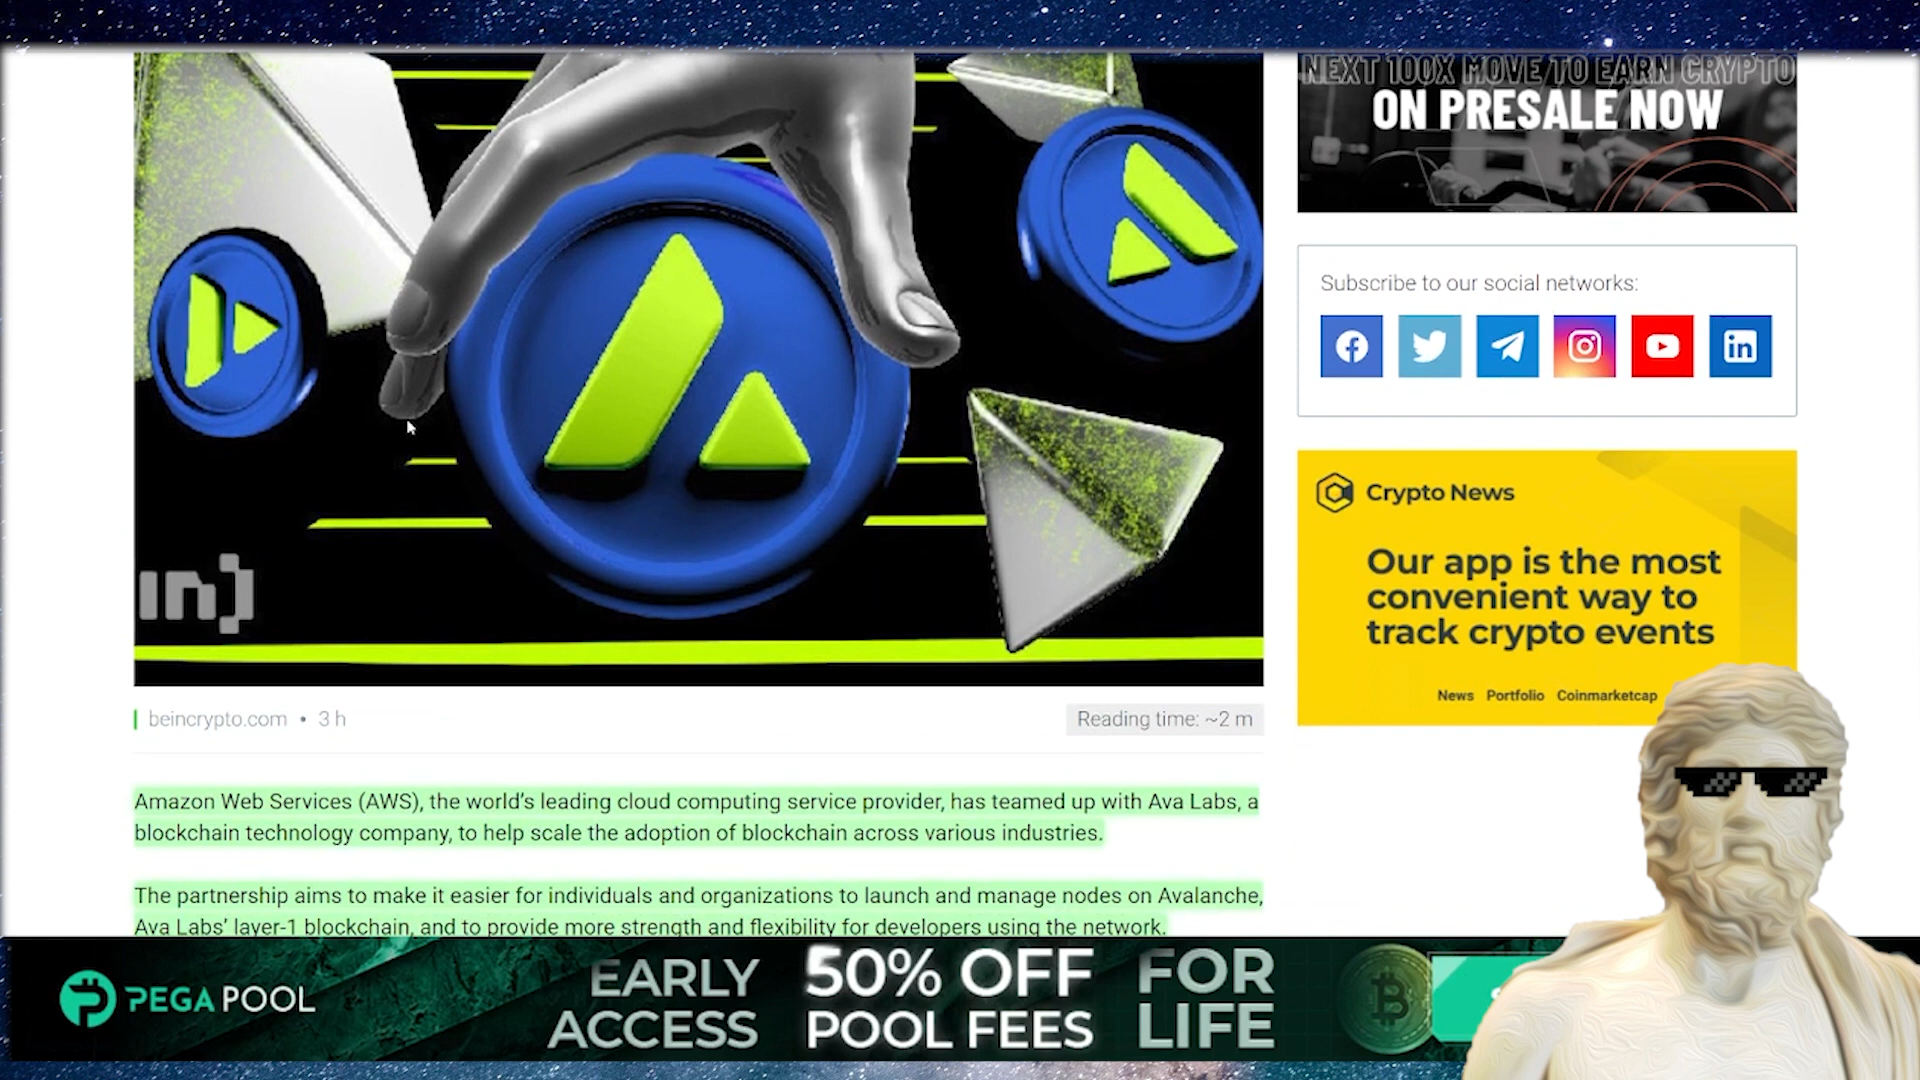 NEXT 100X MOVE TO EARN CRYPTO
ON PRESALE NOW
Subscribe to our social networks:
in
Crypto News
Our app is the most
convenient way to
track crypto events
News Portfolio Coinmarketcap
in]
beincrypto.com • 3 h
Reading time: ~2 m
Amazon Web Services (AWS), the world's leading cloud computing service provider, has teamed up with Ava Labs, a
blockchain technology company, to help scale the adoption of blockchain across various industries.
The partnership aims to make it easier for individuals and organizations to launch and manage nodes on Avalanche,
Ava Labs' layer-1 blockchain, and to provide more strength and flexibility for developers using the network.
PEGA POOL
EARLY
ACCESS
50% OFF
POOL FEES
FOR
LIFE